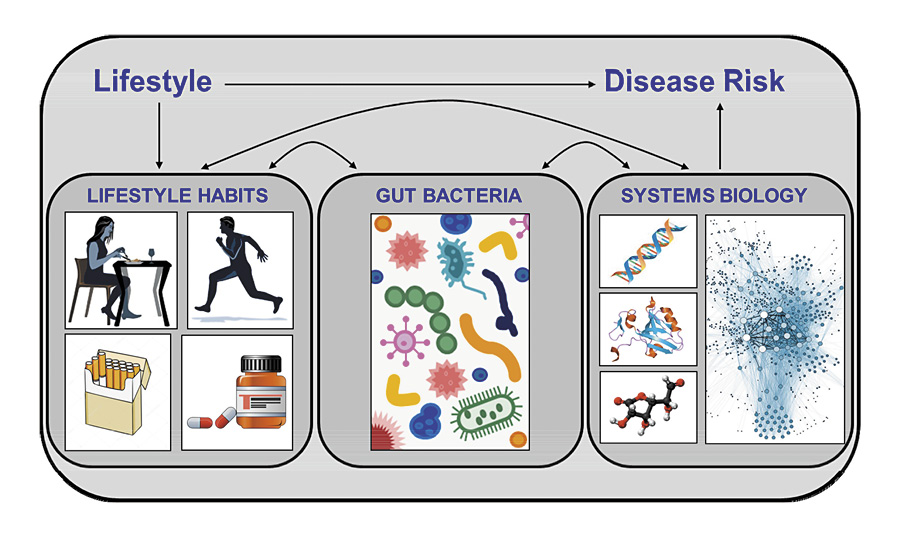 Lifestyle
Disease Risk
LIFESTYLE HABITS
GUT BACTERIA
SYSTEMS BIOLOGY